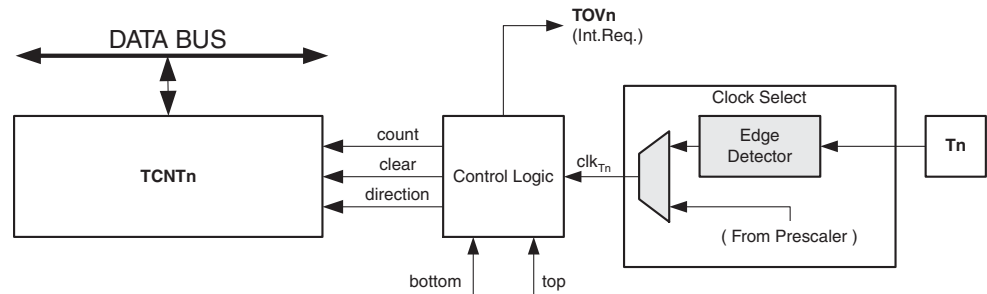 TOVn
(Int.Req.)
DATA BUS
Clock Select
count
Edge
Detector
Tn
TCNTn
clear
Control Logic
clkTn
direction
( From Prescaler )
bottom
top